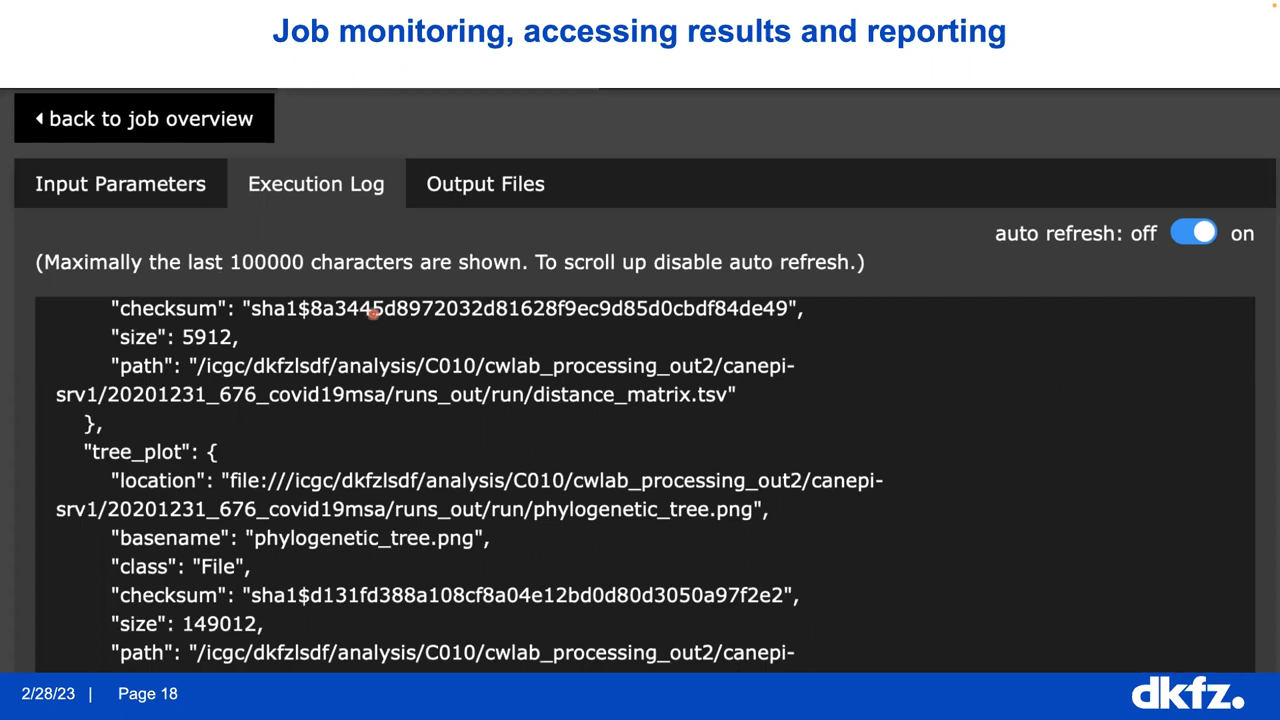 Job monitoring, accessing results and reporting
back to job overview
Input Parameters Execution Log Output Files
auto refresh: off on
(Maximally the last 100000 characters are shown. To scroll up disable auto refresh.)
"checksum": "sha1$8a3445d8972032d81628f9ec9d85d0cbdf84de49",
"size": 5912,
"path": "/icgc/dkfzlsdf/analysis/C010/cwlab_processing_out2/canepi-
srv1/20201231_676_covid19msa/runs_out/run/distance_matrix.tsv"
},
"tree_plot": {
"location": "file:///icgc/dkfzlsdf/analysis/C010/cwlab_processing_out2/canepi-
srv1/20201231_676_covid19msa/runs_out/run/phylogenetic_tree.png",
"basename": "phylogenetic_tree.png",
"class": "File",
"checksum": "sha1$d131fd388a108cf8a04e12bd0d80d3050a97f2e2",
"size": 149012,
"path": "/icgc/dkfzlsdf/analysis/C010/cwlab_processing_out2/canepi-
2/28/23 | Page 18
dkfz.